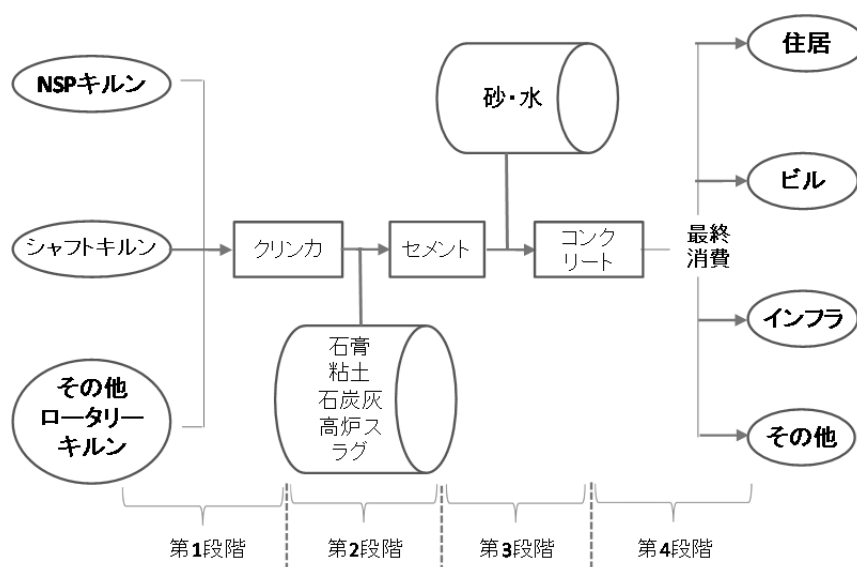 NSPキルン
シャフトキルン
その他
ロータリー
キルン
クリンカ
石膏
粘土
石炭灰
高炉ス
ラグ
セメント
砂・水
コンク
リート
最終
消費
住居
ビル
インフラ
その他
第1段階
第2段階
第3段階
第4段階